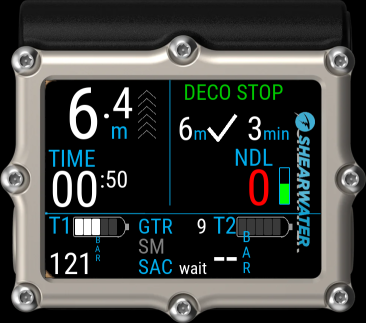 DECO STOP
6.4 m
6m 3min
TIME
00:50
NDL
0
SHEARWATER
T1
BAR
121
GTR 9
SM
SAC wait
T2
BAR
--